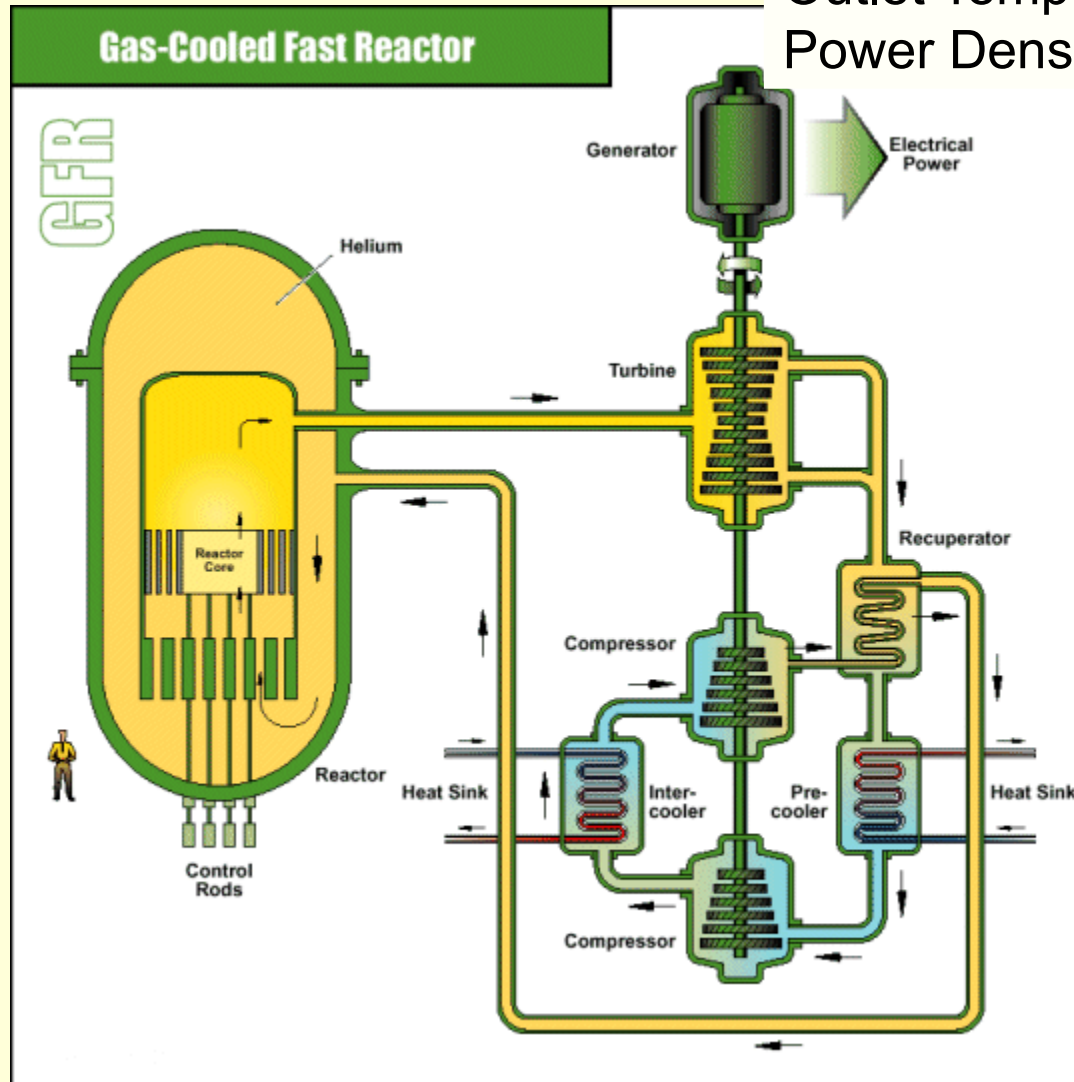 Power Dens
Gas-Cooled Fast Reactor
GFR
Generator
Electrical
Power
Helium
Turbine
Recuperator
Reactor
Core
Compressor
Reactor
Heat Sink
Inter-
cooler
Pre-
cooler
Heat Sink
Control
Rods
Compressor